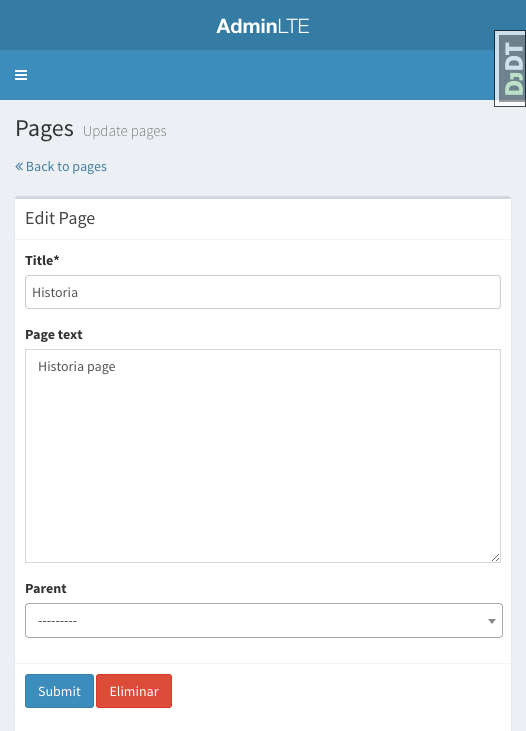 AdminLTE
DJDT
Pages Update pages
« Back to pages
Edit Page
Title*
Historia
Page text
Historia page
Parent
---------
Submit Eliminar